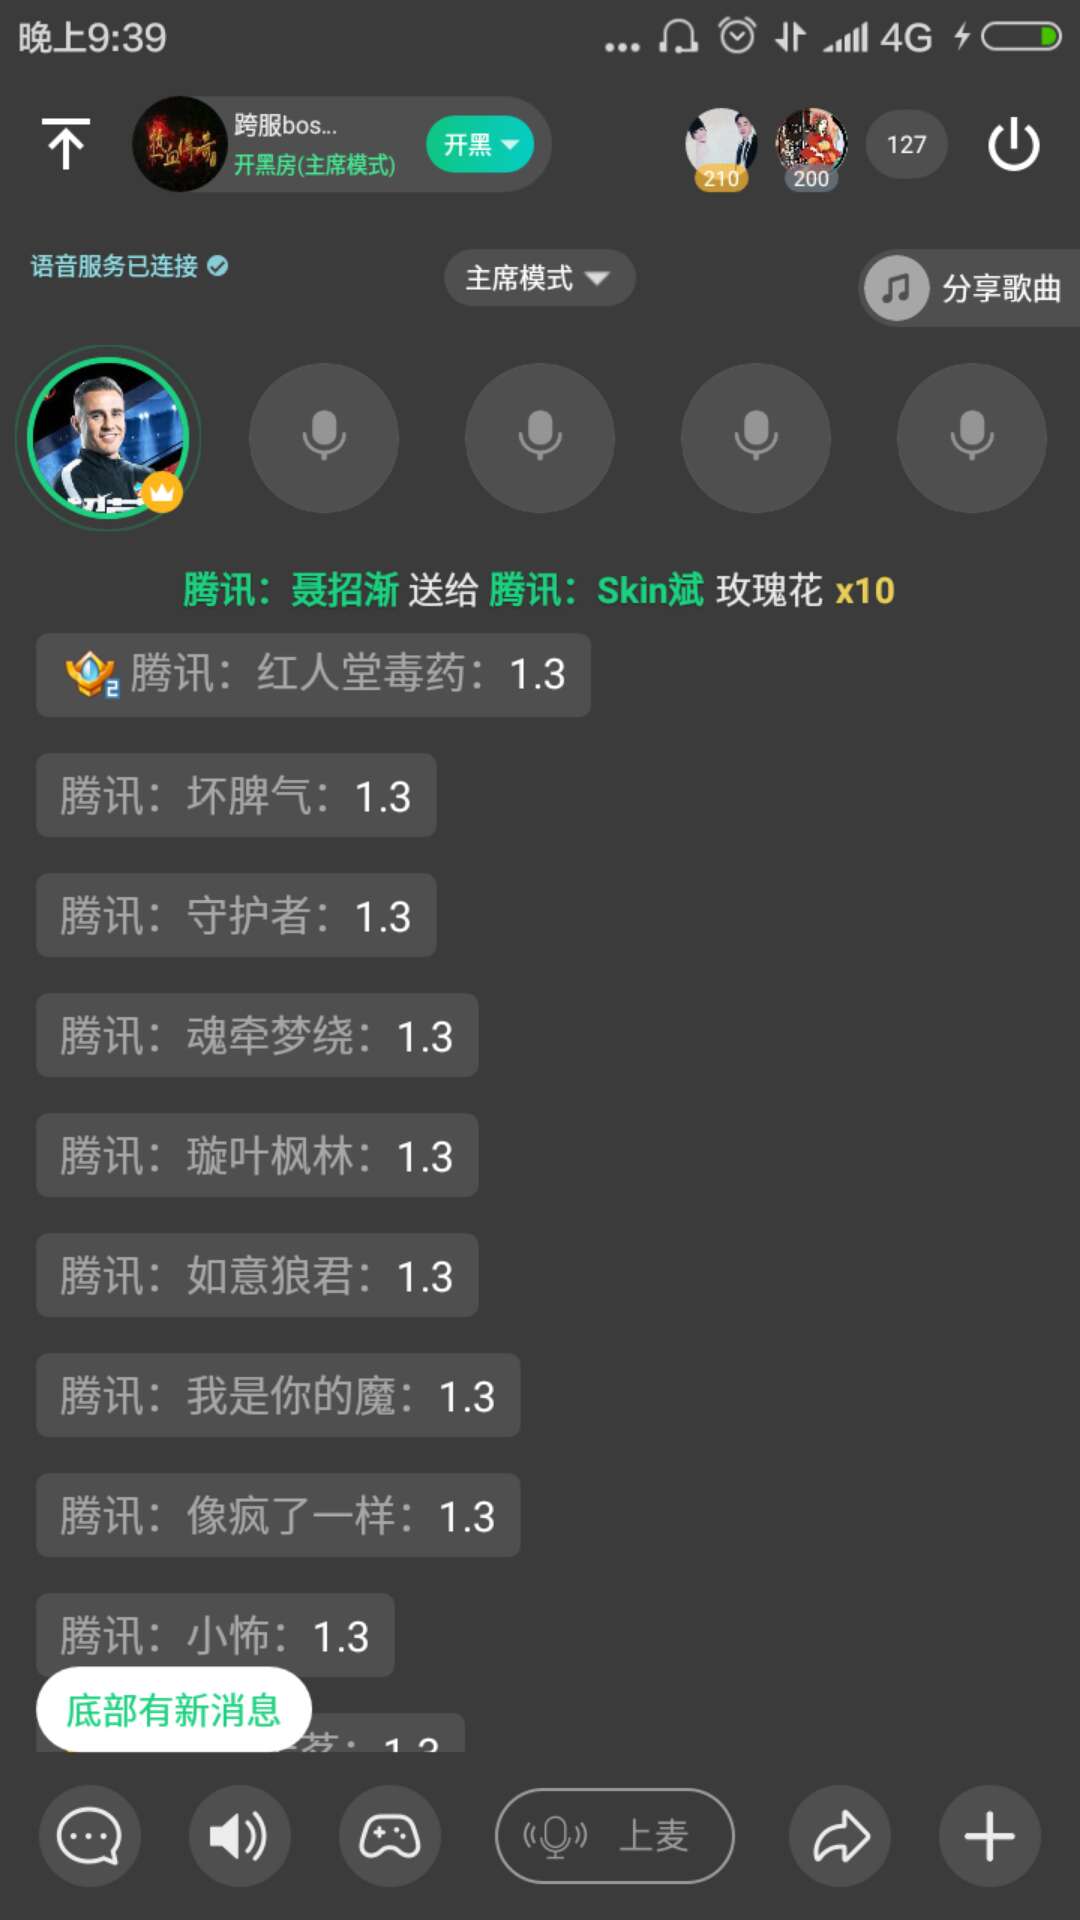 晚上9:39
4G
热血传奇
跨服bos...
开黑房(主席模式)
开黑
210
200
127
语音服务已连接
主席模式
分享歌曲
腾讯：聂招渐 送给 腾讯：Skin斌 玫瑰花 x10
2 腾讯：红人堂毒药：1.3
腾讯：坏脾气：1.3
腾讯：守护者：1.3
腾讯：魂牵梦绕：1.3
腾讯：璇叶枫林：1.3
腾讯：如意狼君：1.3
腾讯：我是你的魔：1.3
腾讯：像疯了一样：1.3
腾讯：小怖：1.3
底部有新消息
1.3
上麦